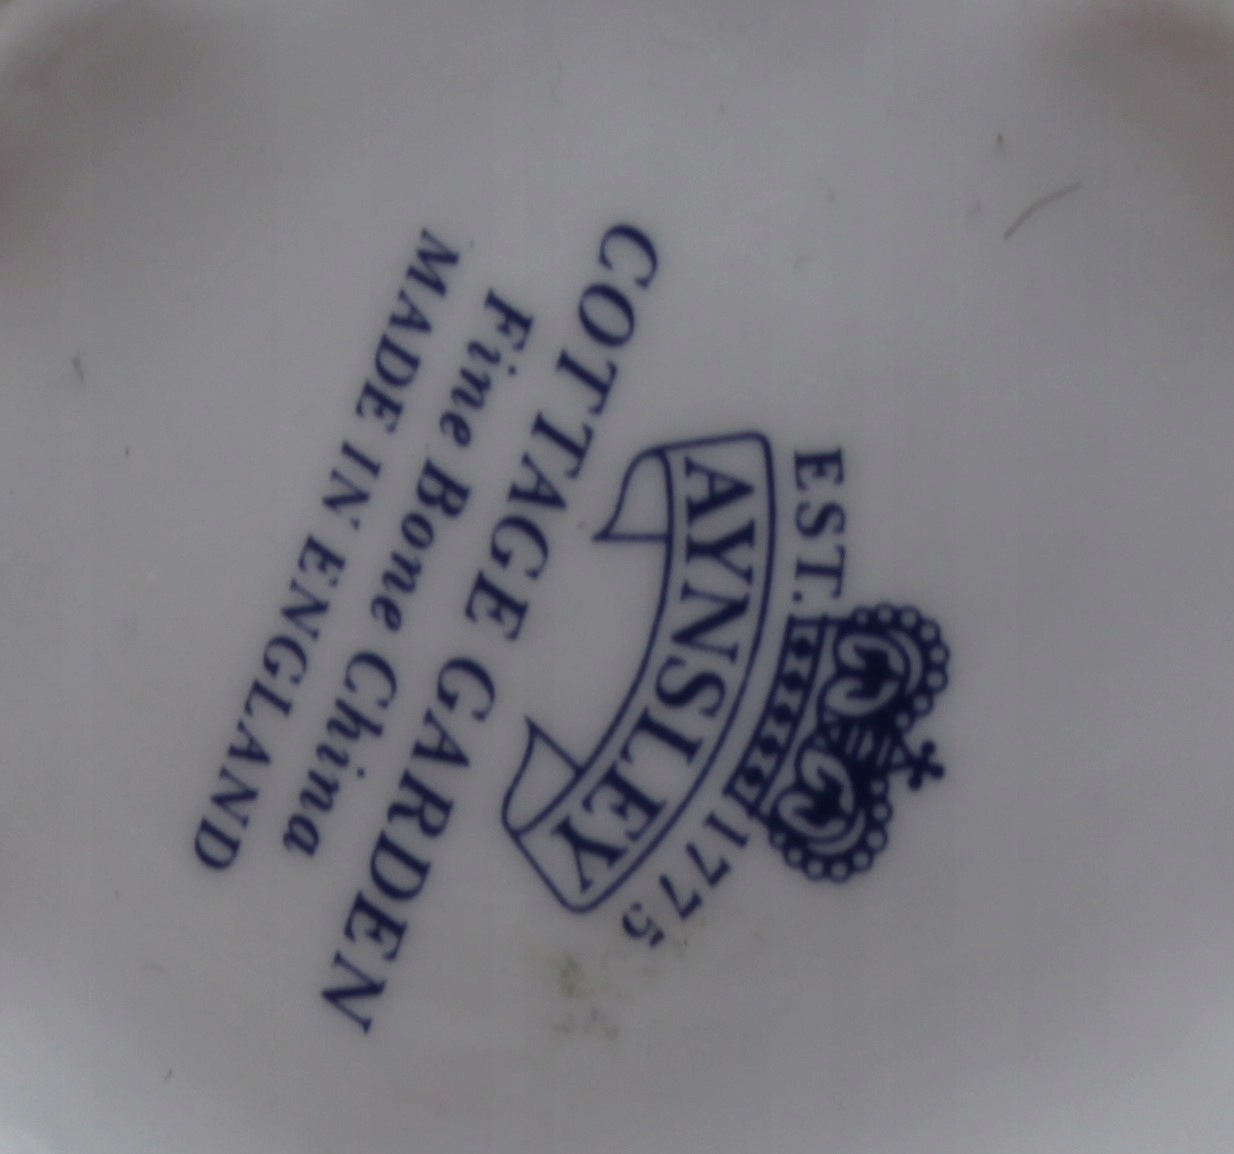 EST. 1775
AYNSLEY
COTTAGE GARDEN
Fine Bone China
MADE IN ENGLAND